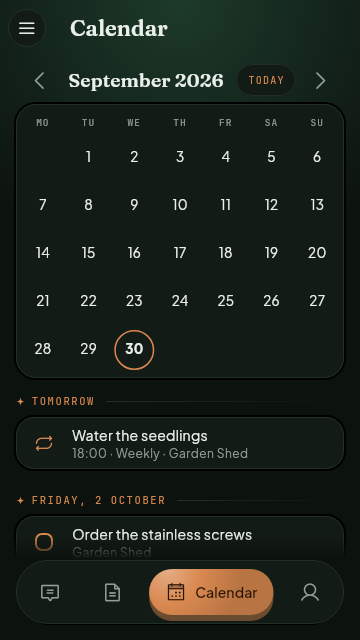 Calendar
September 2026 TODAY
MO TU WE TH FR SA SU
1 2 3 4 5 6
7 8 9 10 11 12 13
14 15 16 17 18 19 20
21 22 23 24 25 26 27
28 29 30
TOMORROW
Water the seedlings
18:00 · Weekly · Garden Shed
FRIDAY, 2 OCTOBER
Order the stainless screws
Garden Shed
Calendar